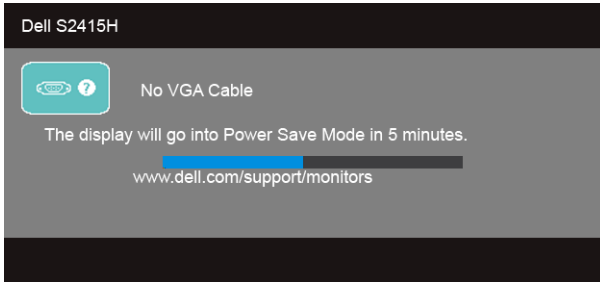 Dell S2415H
No VGA Cable
The display will go into Power Save Mode in 5 minutes.
www.dell.com/support/monitors